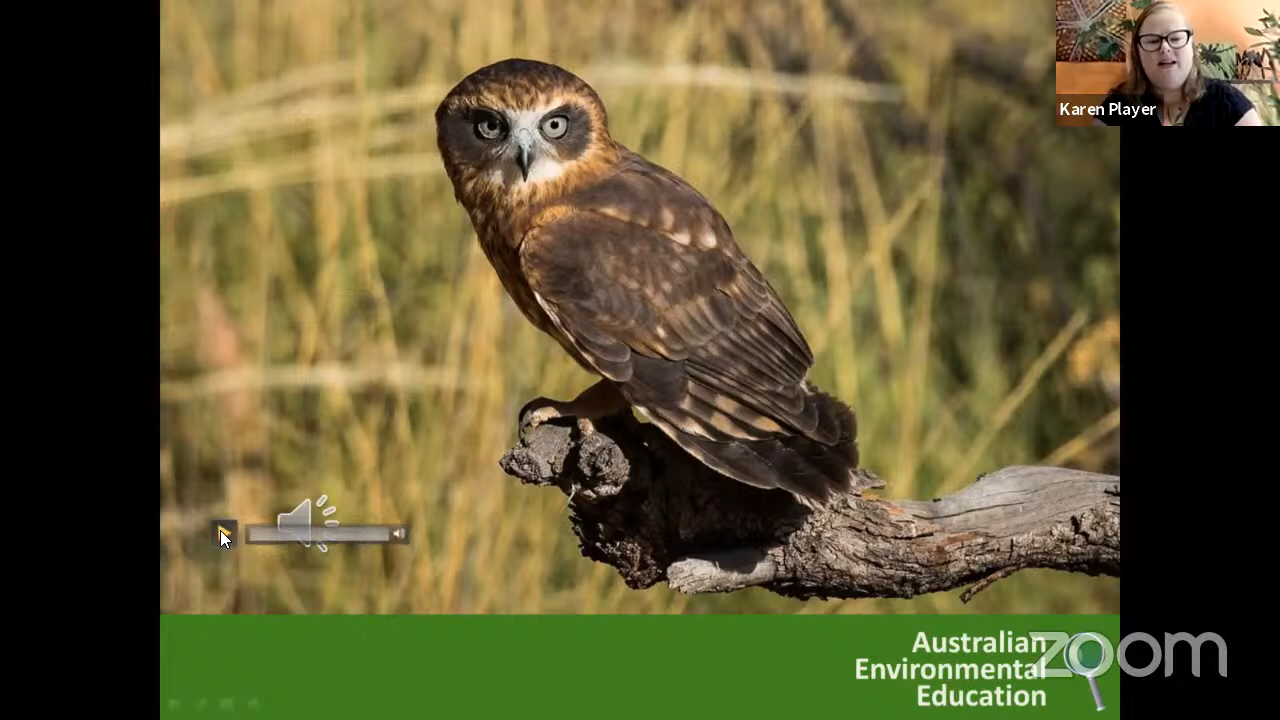 Karen Player
Australian
Environmental
Education
zoom